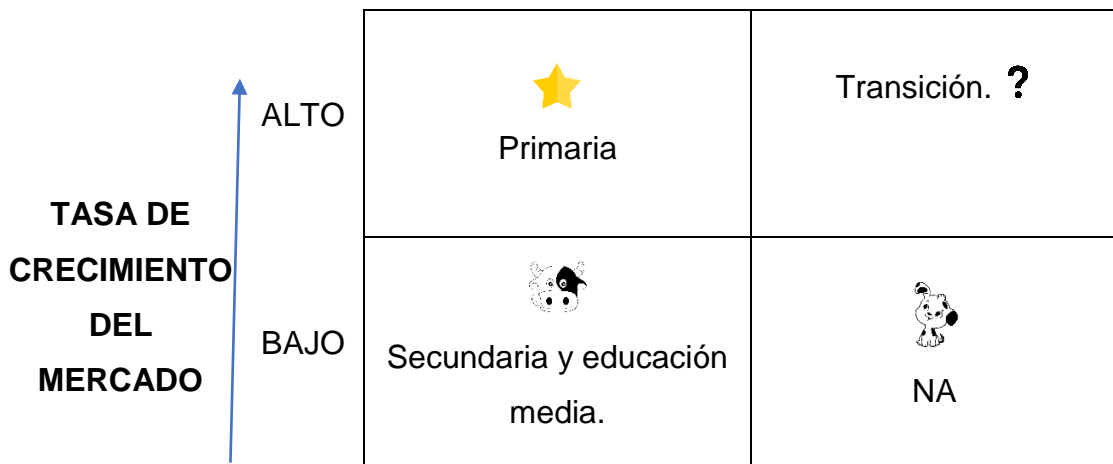 TASA DE
CRECIMIENTO
DEL
MERCADO
ALTO
Primaria
Transición. ?
BAJO
Secundaria y educación
media.
NA